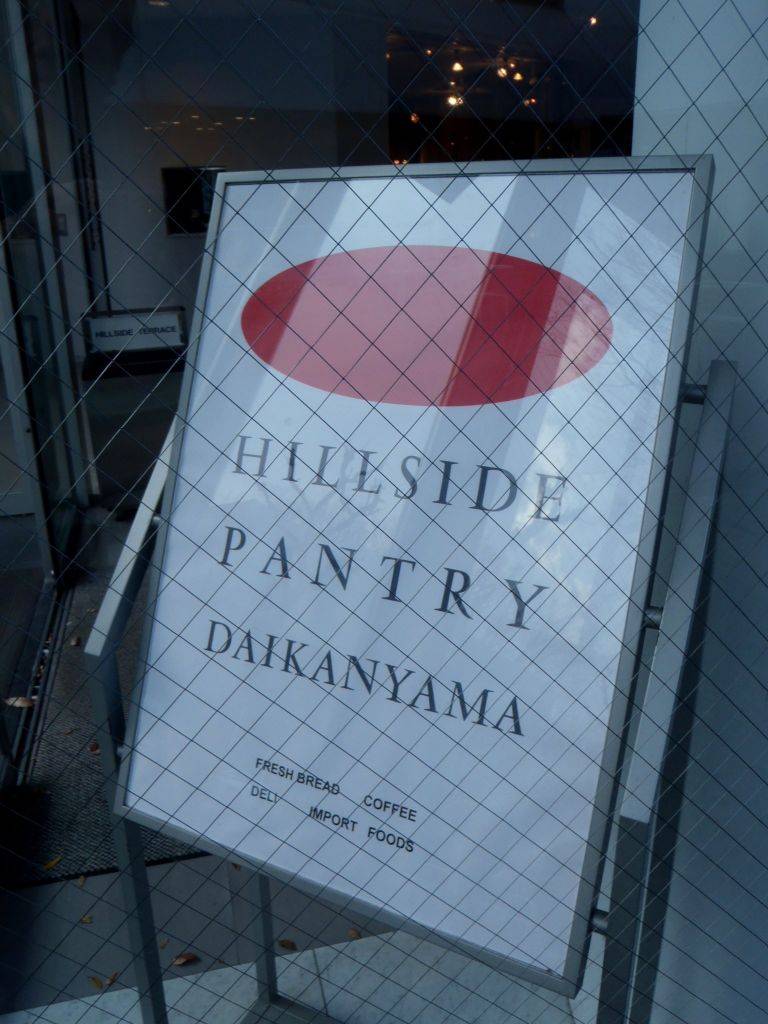 HILLSIDE TERRACE
HILLSIDE
PANTRY
DAIKANYAMA
FRESH BREAD COFFEE
DELI IMPORT FOODS